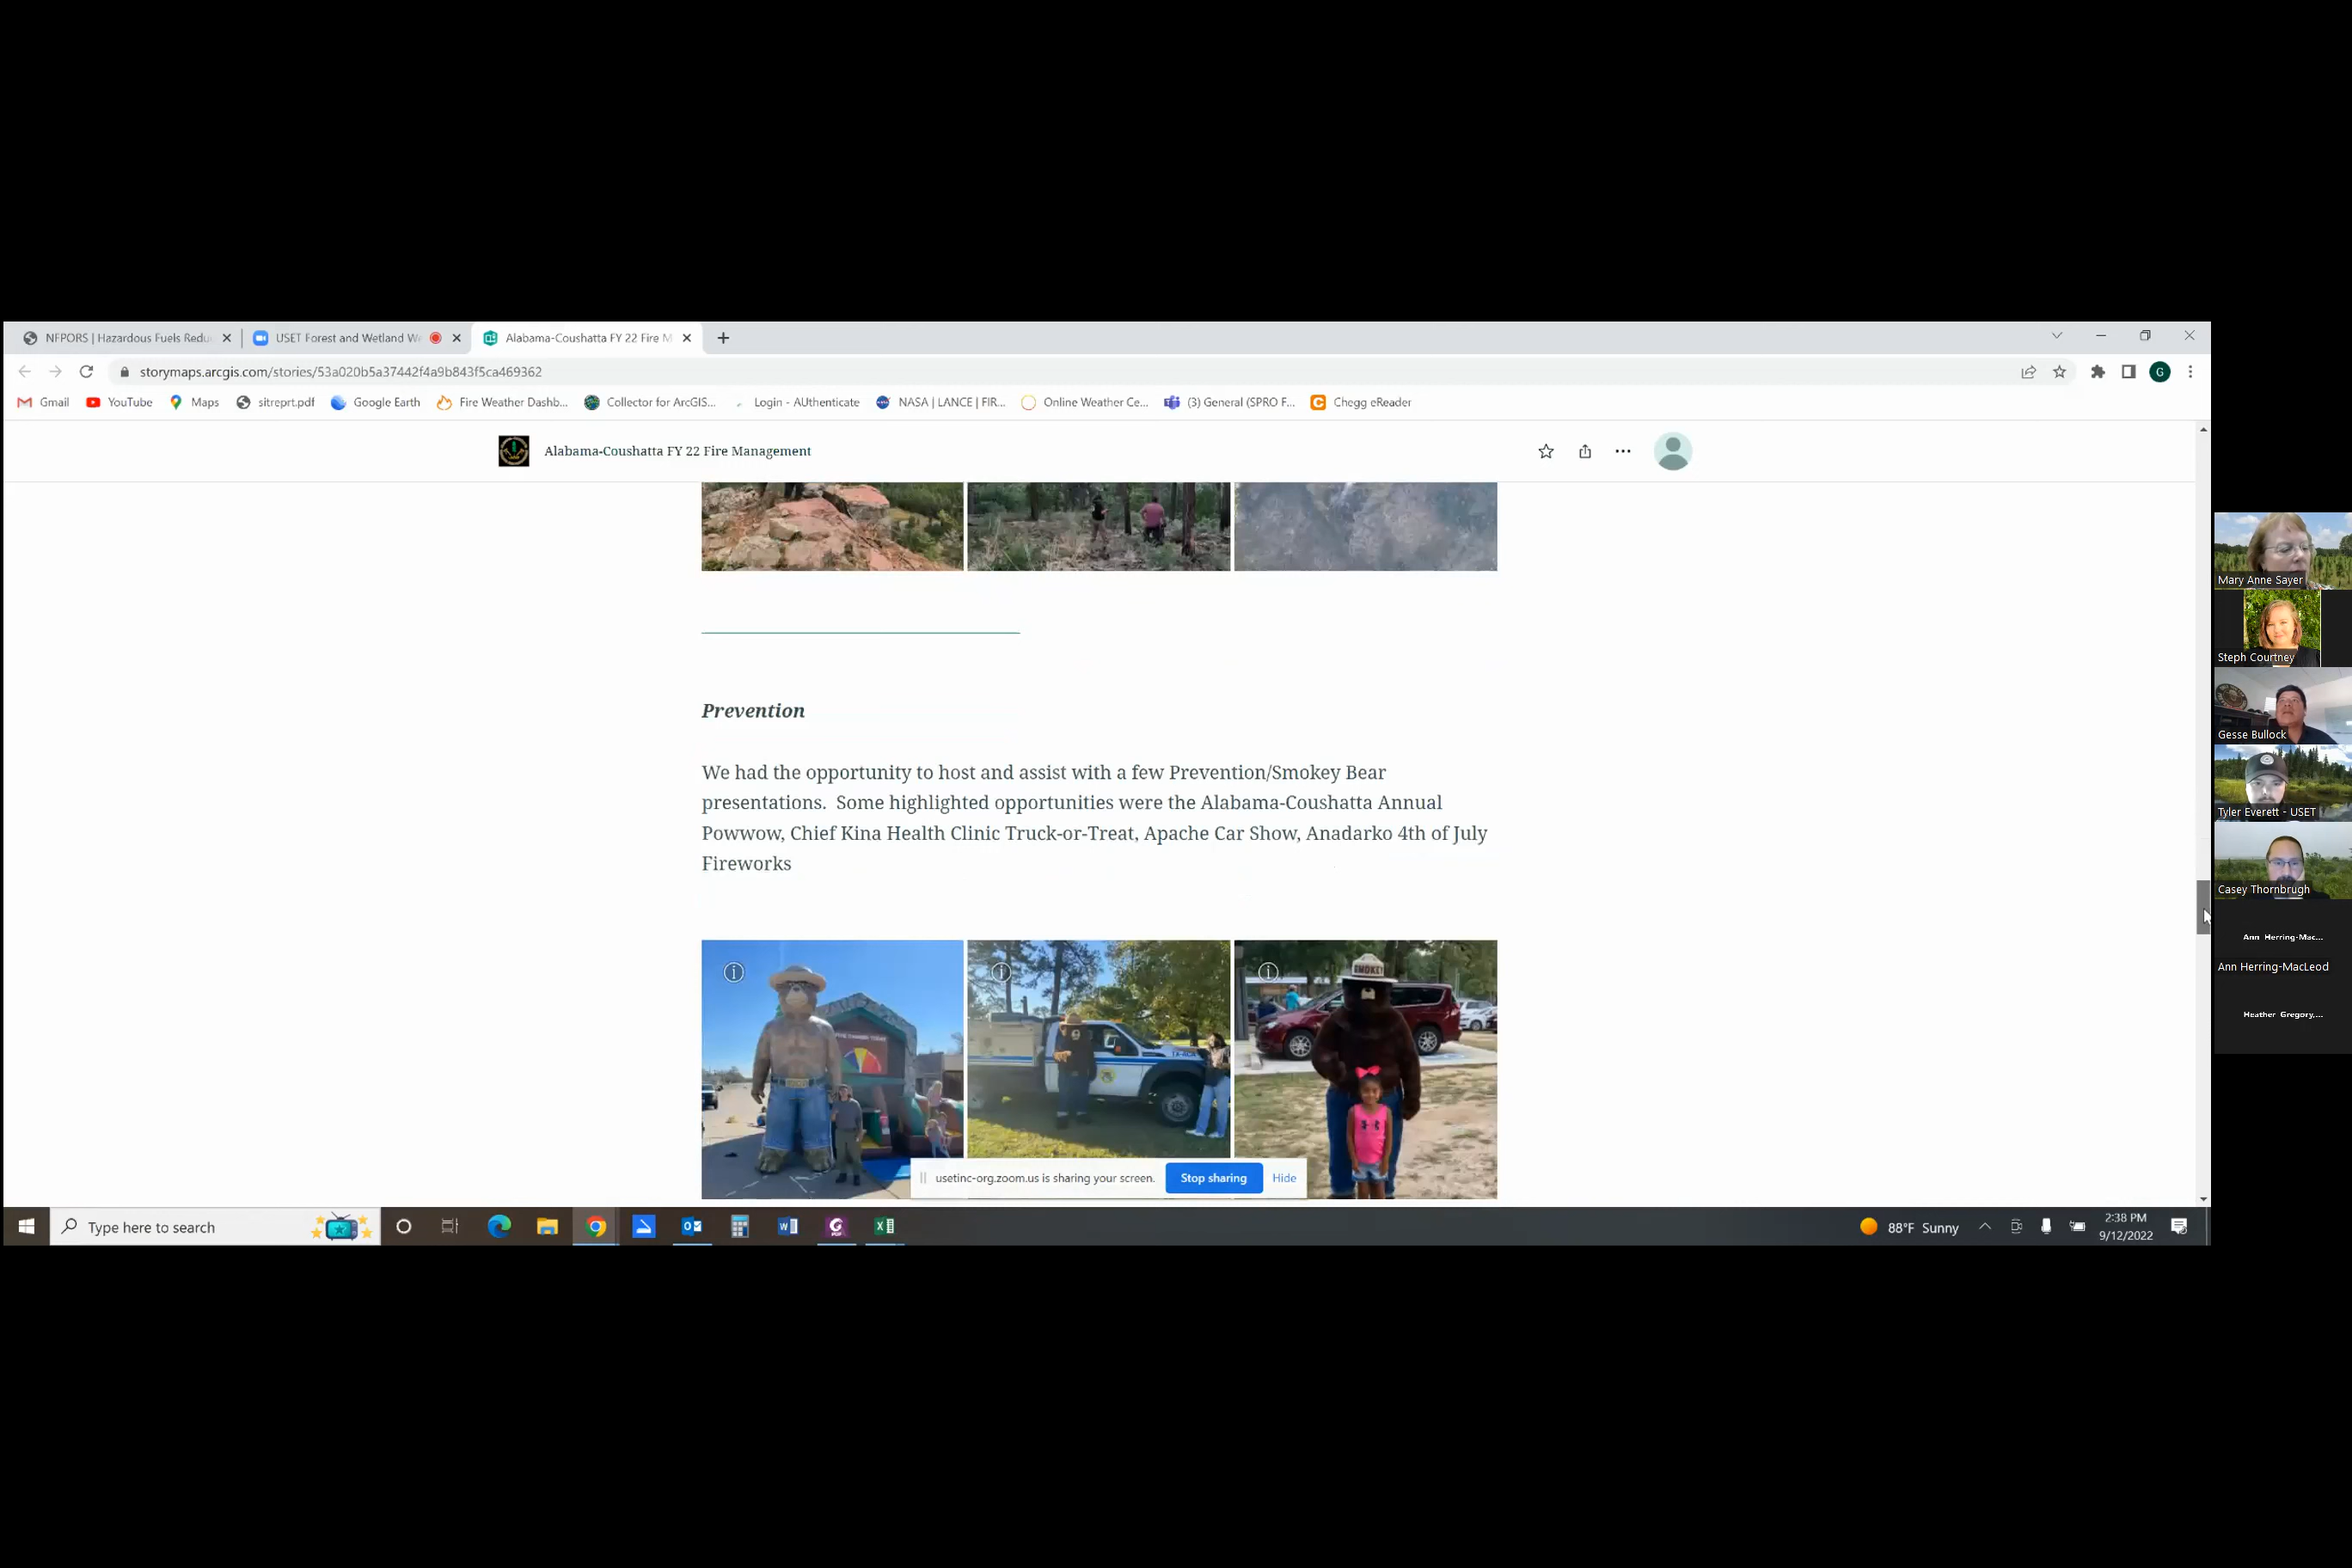 NFPORS | Hazardous Fuels Redu
USET Forest and Wetland W
Alabama-Coushatta FY 22 Fire M
storymaps.arcgis.com/stories/53a020b5a37442f4a9b843f5ca469362
G
Gmail
YouTube
Maps
sitreprt.pdf
Google Earth
Fire Weather Dashb...
Collector for ArcGIS...
Login - AUthenticate
NASA | LANCE | FIR...
Online Weather Ce...
(3) General (SPRO F...
Chegg eReader
Alabama-Coushatta FY 22 Fire Management
Prevention
We had the opportunity to host and assist with a few Prevention/Smokey Bear
presentations. Some highlighted opportunities were the Alabama-Coushatta Annual
Powwow, Chief Kina Health Clinic Truck-or-Treat, Apache Car Show, Anadarko 4th of July
Fireworks
SMOKEY
usetinc-org.zoom.us is sharing your screen.
Stop sharing
Hide
Type here to search
88°F Sunny
2:38 PM
9/12/2022
Mary Anne Sayer
Steph Courtney
Gesse Bullock
Tyler Everett - USET
Casey Thornbrugh
Ann Herring-Mac...
Ann Herring-MacLeod
Heather Gregory,...